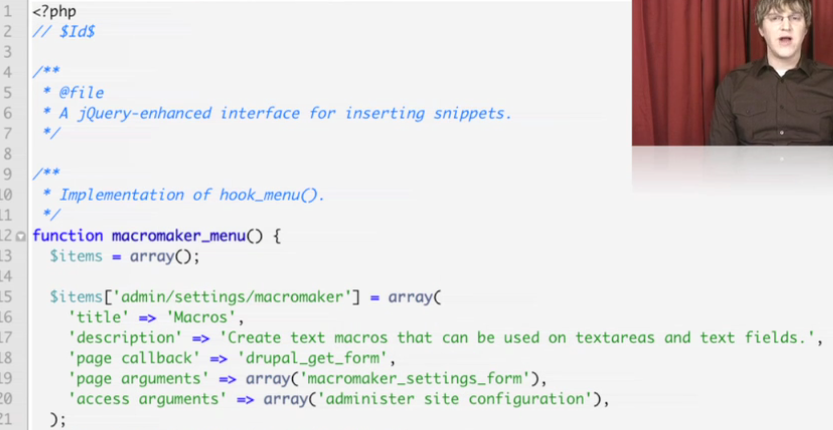 1 <?php
2 // $Id$
3
4 /**
5 * @file
6 * A jQuery-enhanced interface for inserting snippets.
7 */
8
9 /**
10 * Implementation of hook_menu().
11 */
12 function macromaker_menu() {
13 $items = array();
14
15 $items['admin/settings/macromaker'] = array(
16 'title' => 'Macros',
17 'description' => 'Create text macros that can be used on textareas and text fields.',
18 'page callback' => 'drupal_get_form',
19 'page arguments' => array('macromaker_settings_form'),
20 'access arguments' => array('administer site configuration'),
21 );